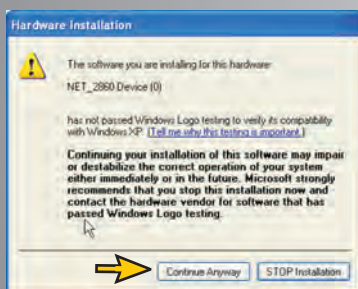 Hardware Installation
The software you are installing for this hardware:
NET_2860 Device (0)
has not passed Windows Logo testing to verify its compatibility
with Windows XP. (Tell me why this testing is important.)
Continuing your installation of this software may impair
or destabilize the correct operation of your system
either immediately or in the future. Microsoft strongly
recommends that you stop this installation now and
contact the hardware vendor for software that has
passed Windows Logo testing.
Continue Anyway
STOP Installation